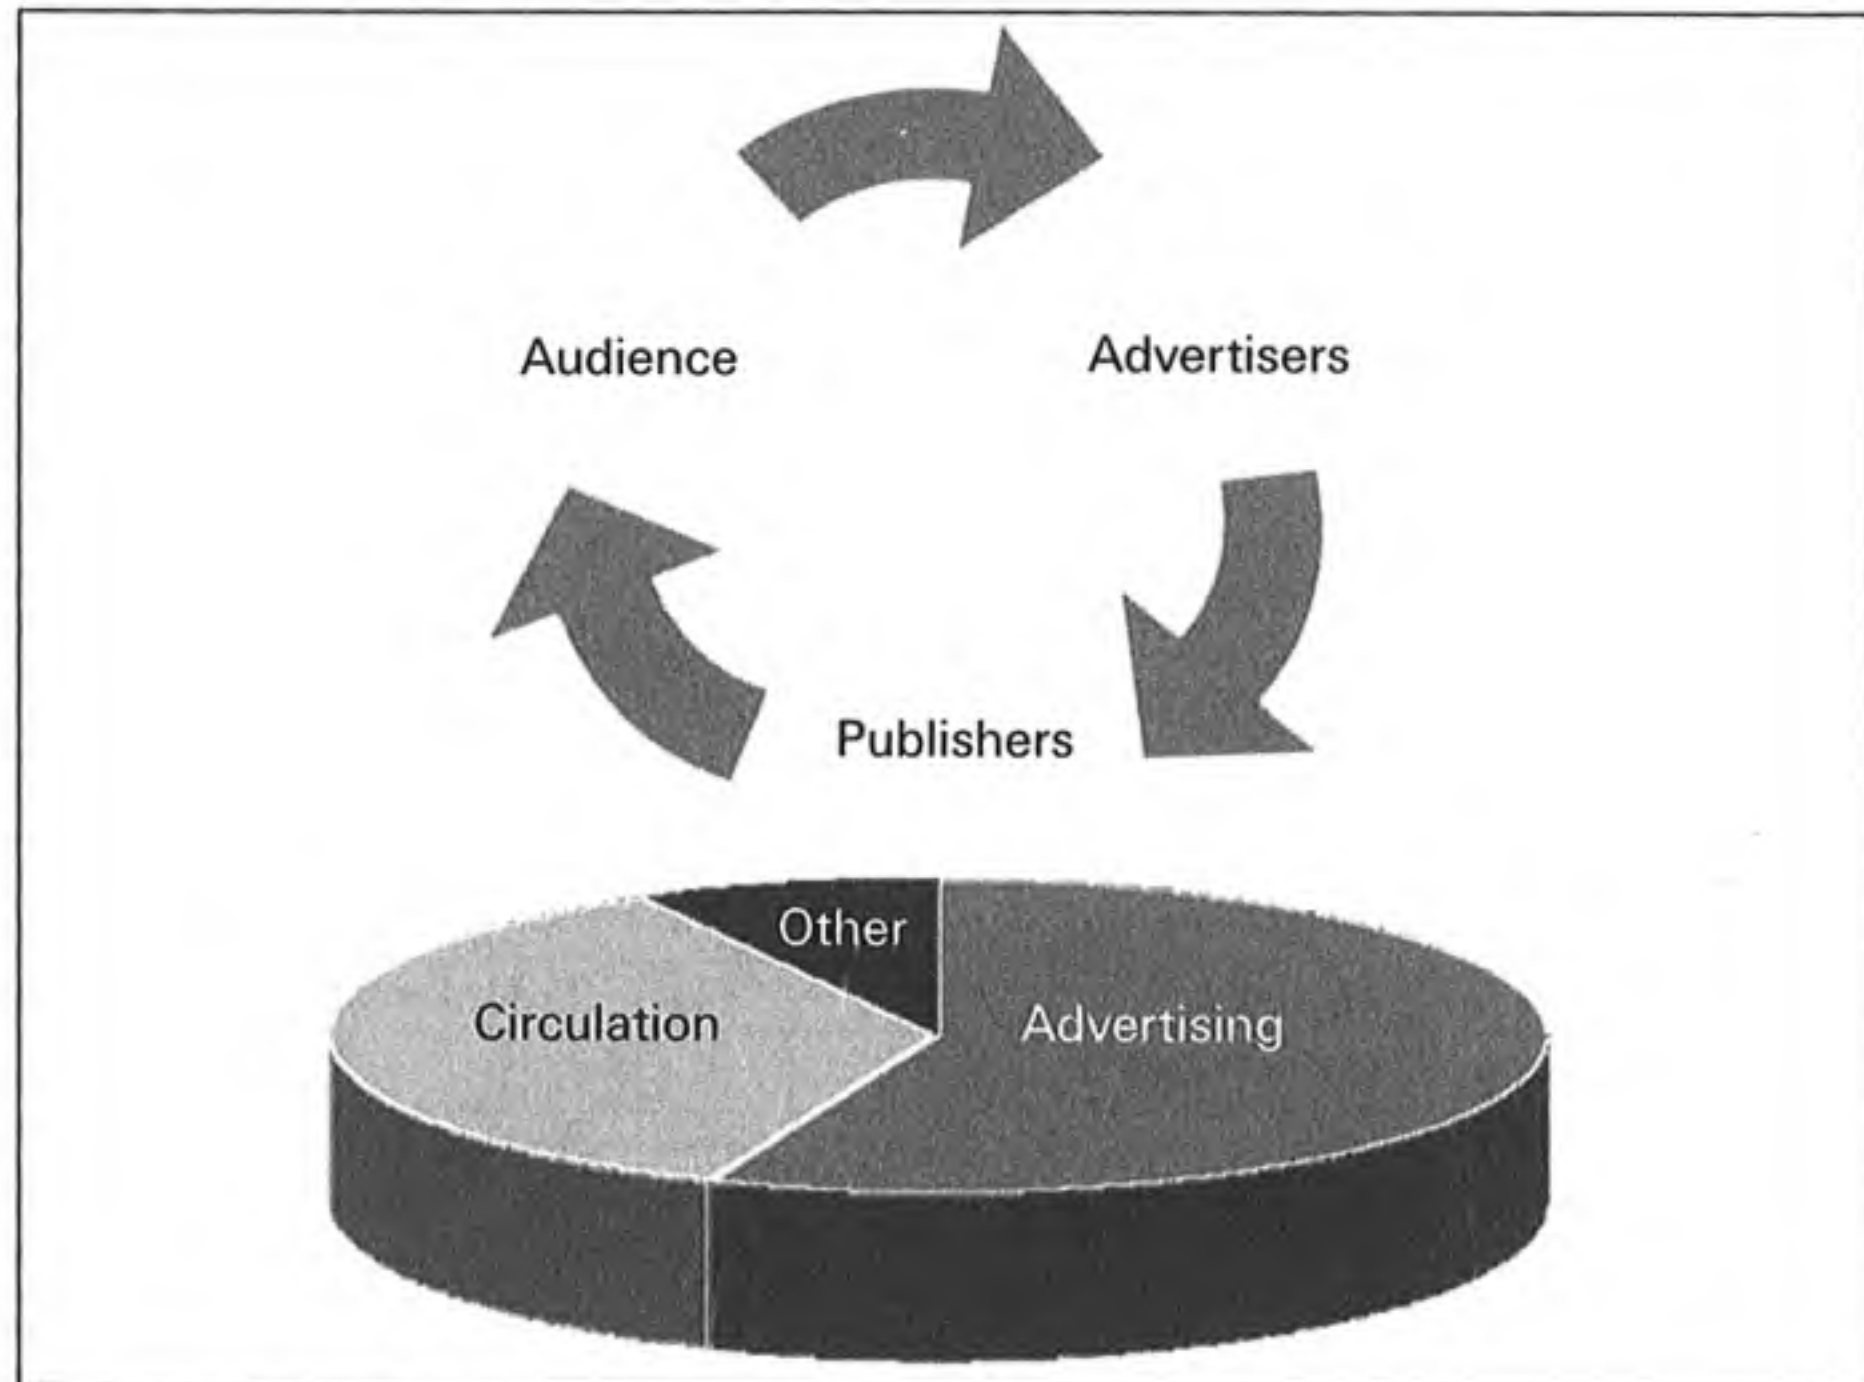 Audience
Advertisers
Publishers
Other
Circulation
Advertising